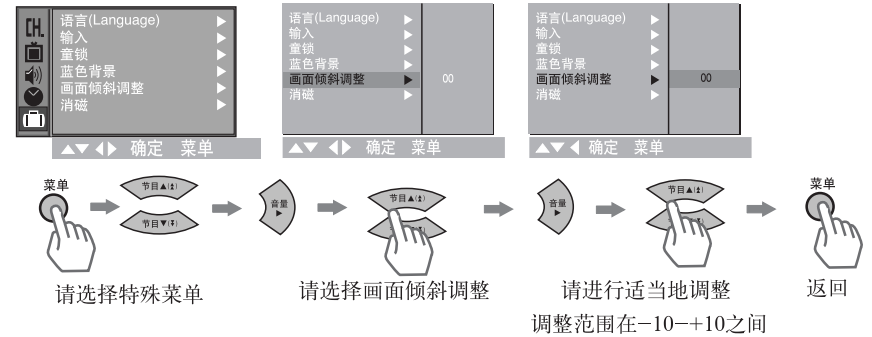 CH.
语言(Language)
输入
童锁
蓝色背景
画面倾斜调整
消磁
▲▼ ◀▶ 确定 菜单
语言(Language)
输入
童锁
蓝色背景
画面倾斜调整
消磁
00
▲▼ ◀▶ 确定 菜单
语言(Language)
输入
童锁
蓝色背景
画面倾斜调整
消磁
00
▲▼ ◀ 确定 菜单
菜单
节目▲(⯭)
节目▼(⯯)
音量
▶
节目▲(⯭)
音量
▶
节目▲(⯭)
菜单
请选择特殊菜单
请选择画面倾斜调整
请进行适当地调整
调整范围在-10-+10之间
返回